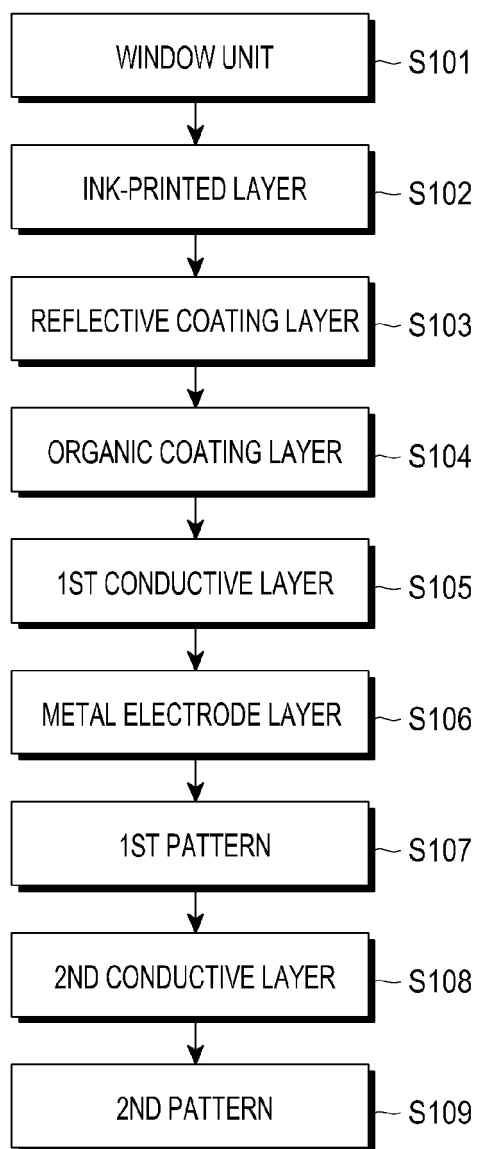 WINDOW UNIT S101
INK-PRINTED LAYER S102
REFLECTIVE COATING LAYER S103
ORGANIC COATING LAYER S104
1ST CONDUCTIVE LAYER S105
METAL ELECTRODE LAYER S106
1ST PATTERN S107
2ND CONDUCTIVE LAYER S108
2ND PATTERN S109